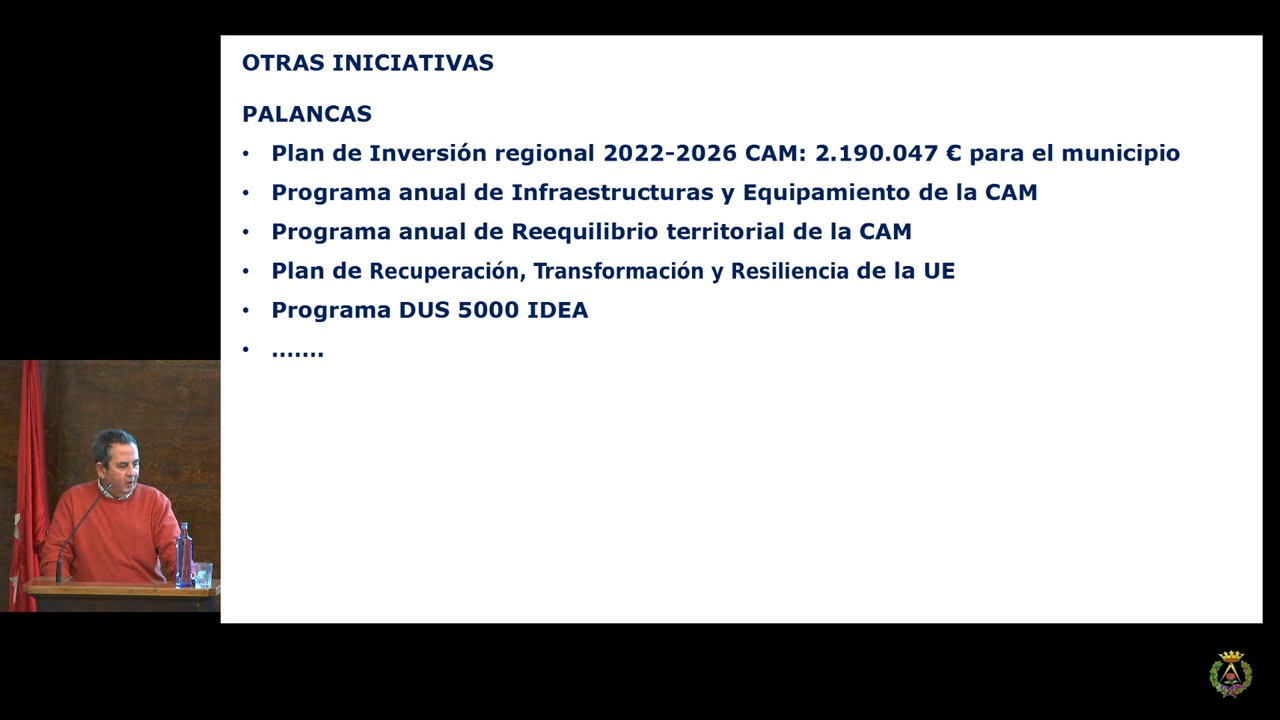 OTRAS INICIATIVAS
PALANCAS
• Plan de Inversión regional 2022-2026 CAM: 2.190.047 € para el municipio
• Programa anual de Infraestructuras y Equipamiento de la CAM
• Programa anual de Reequilibrio territorial de la CAM
• Plan de Recuperación, Transformación y Resiliencia de la UE
• Programa DUS 5000 IDEA
• .......